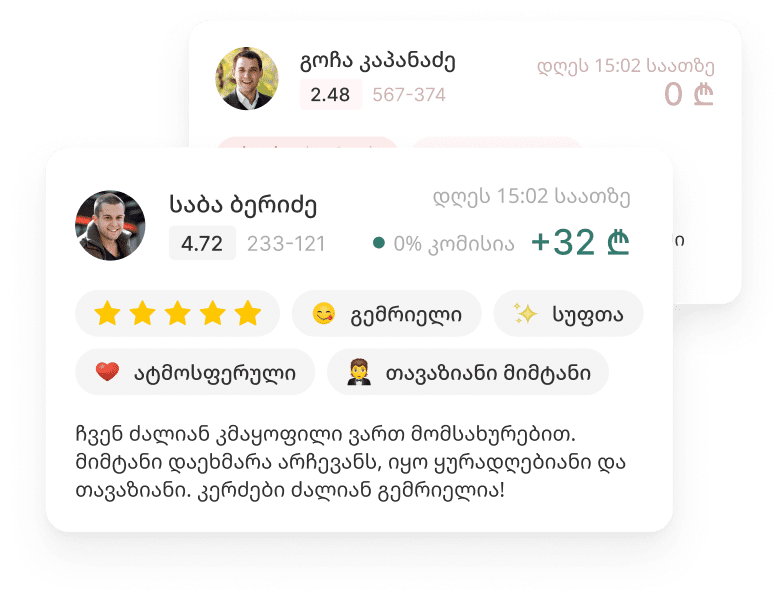 გოჩა კაპანაძე
დღეს 15:02 საათზე
2.48 567-374
0 ₾
საბა ბერიძე
დღეს 15:02 საათზე
4.72 233-121
0% კომისია +32 ₾
გემრიელი
სუფთა
ატმოსფერული
თავაზიანი მიმტანი
ჩვენ ძალიან კმაყოფილი ვართ მომსახურებით.
მიმტანი დაეხმარა არჩევანს, იყო ყურადღებიანი და
თავაზიანი. კერძები ძალიან გემრიელია!